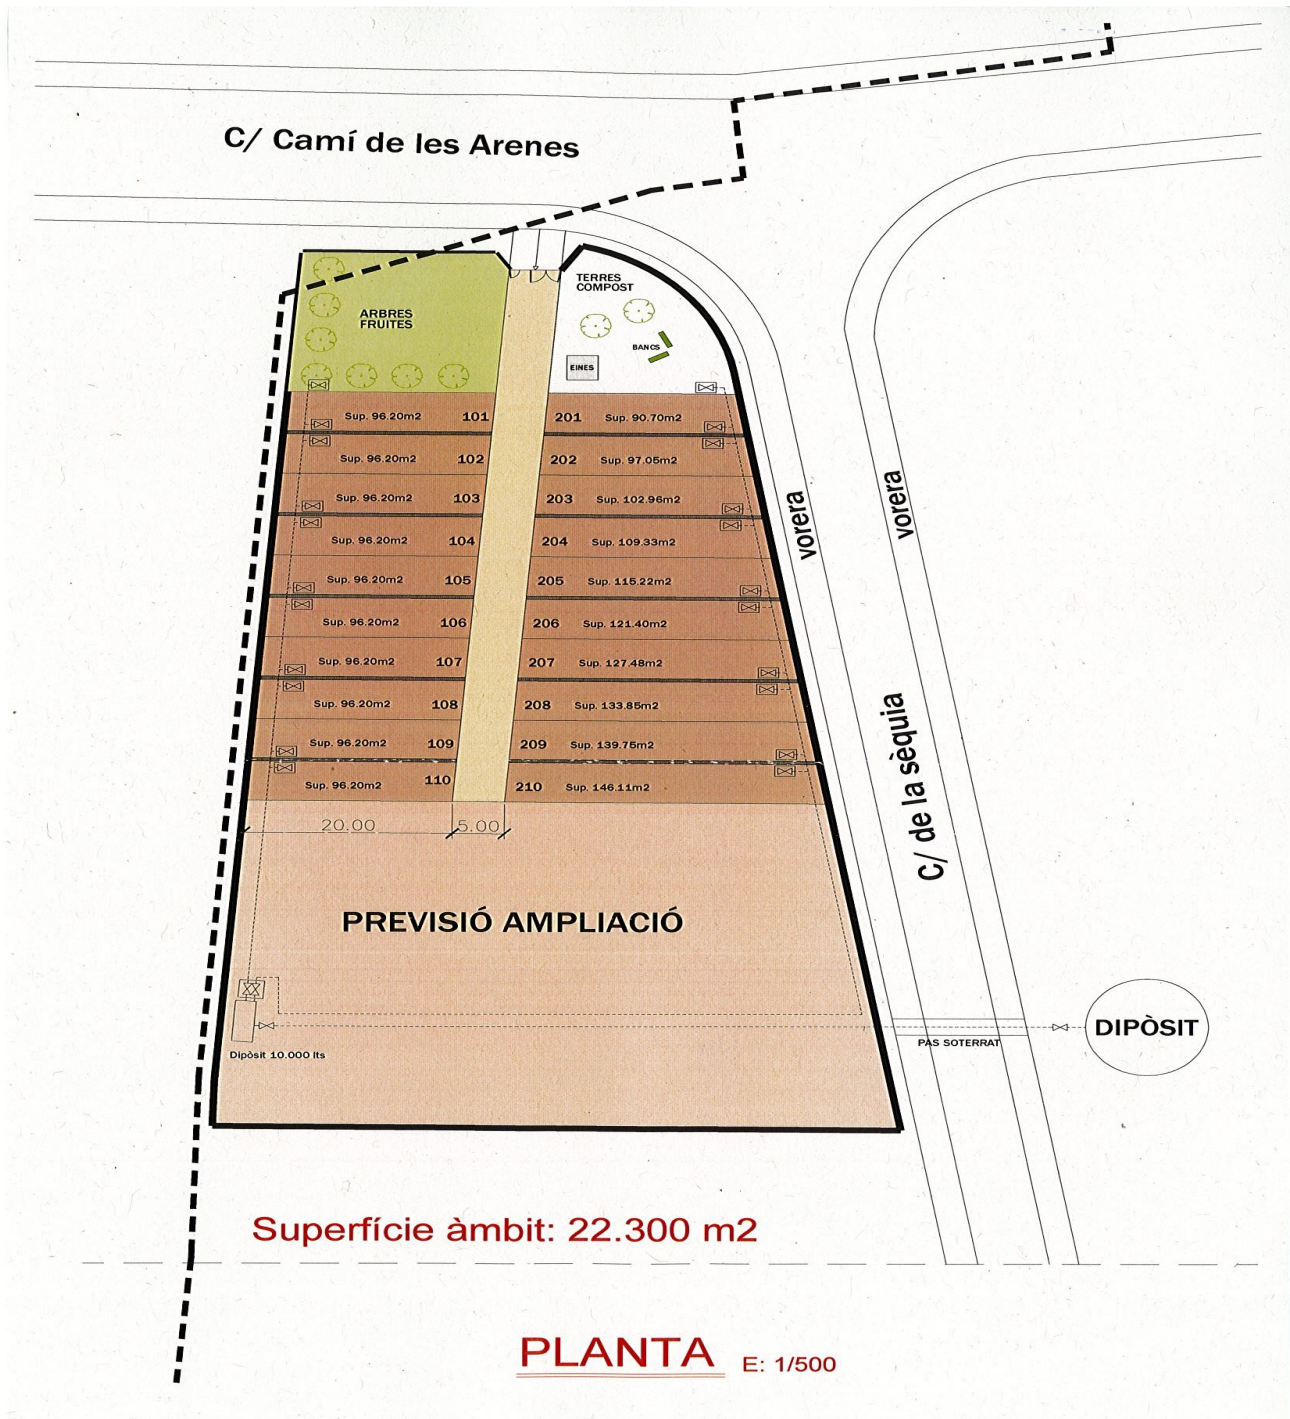 C/ Camí de les Arenes
TERRES
COMPOST
ARBRES
FRUITES
BANCS
EINES
Sup. 96.20m2 101 201 Sup. 90.70m2
Sup. 96.20m2 102 202 Sup. 97.05m2
Sup. 96.20m2 103 203 Sup. 102.96m2
Sup. 96.20m2 104 204 Sup. 109.33m2
Sup. 96.20m2 105 205 Sup. 115.22m2
Sup. 96.20m2 106 206 Sup. 121.40m2
Sup. 96.20m2 107 207 Sup. 127.48m2
Sup. 96.20m2 108 208 Sup. 133.85m2
Sup. 96.20m2 109 209 Sup. 139.75m2
Sup. 96.20m2 110 210 Sup. 146.11m2
vorera
vorera
C/ de la sèquia
20.00 5.00
PREVISIÓ AMPLIACIÓ
DIPÒSIT
PAS SOTERRAT
Dipòsit 10.000 lts
Superfície àmbit: 22.300 m2
PLANTA E: 1/500